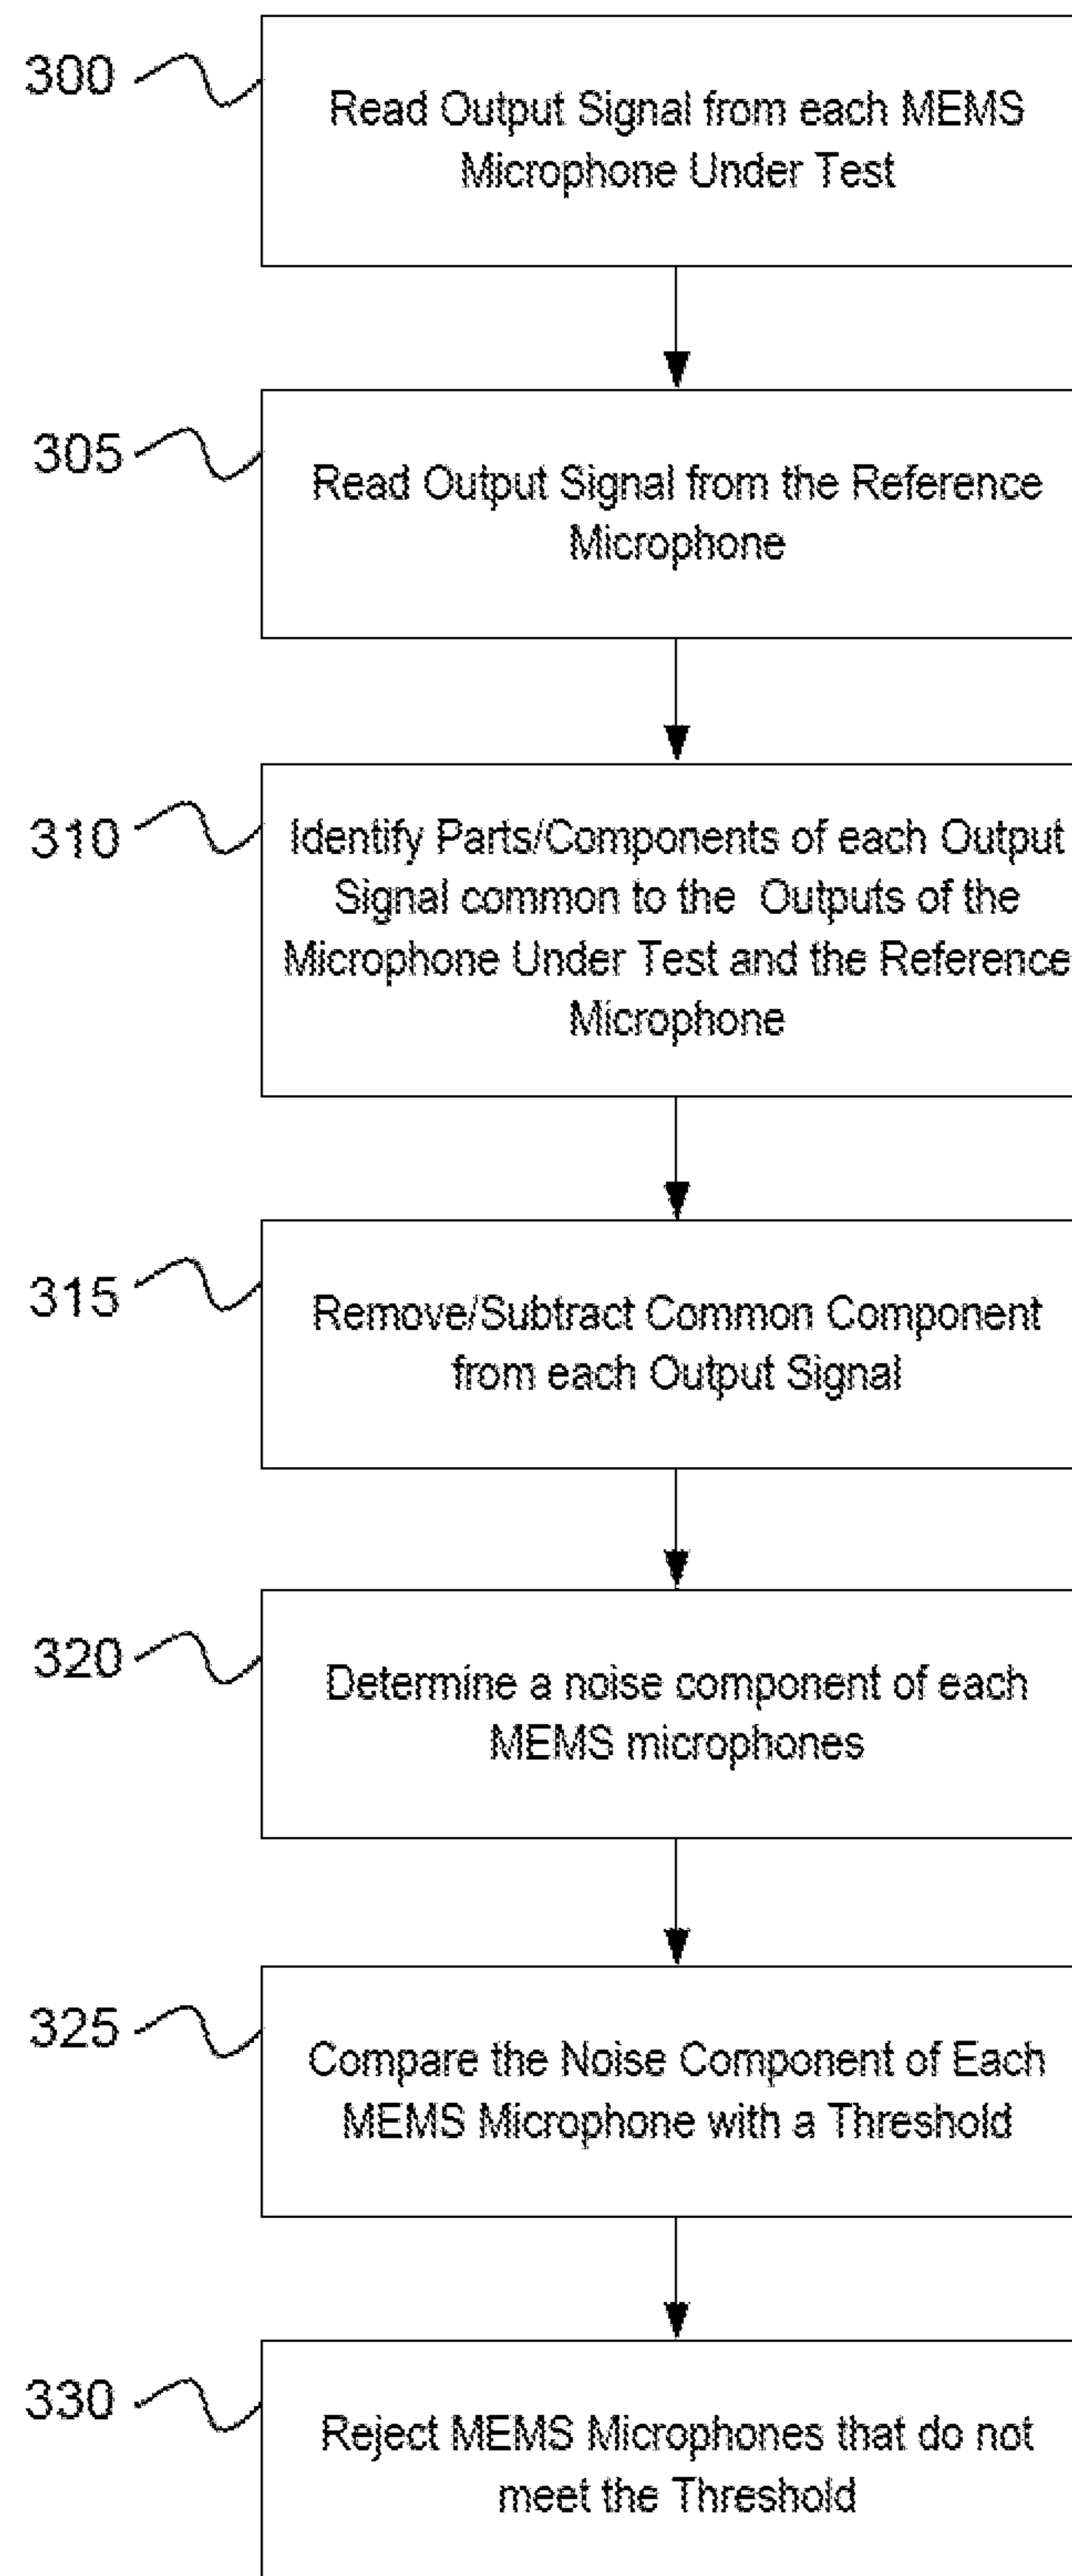 300
Read Output Signal from each MEMS
Microphone Under Test
305
Read Output Signal from the Reference
Microphone
310
Identify Parts/Components of each Output
Signal common to the Outputs of the
Microphone Under Test and the Reference
Microphone
315
Remove/Subtract Common Component
from each Output Signal
320
Determine a noise component of each
MEMS microphones
325
Compare the Noise Component of Each
MEMS Microphone with a Threshold
330
Reject MEMS Microphones that do not
meet the Threshold